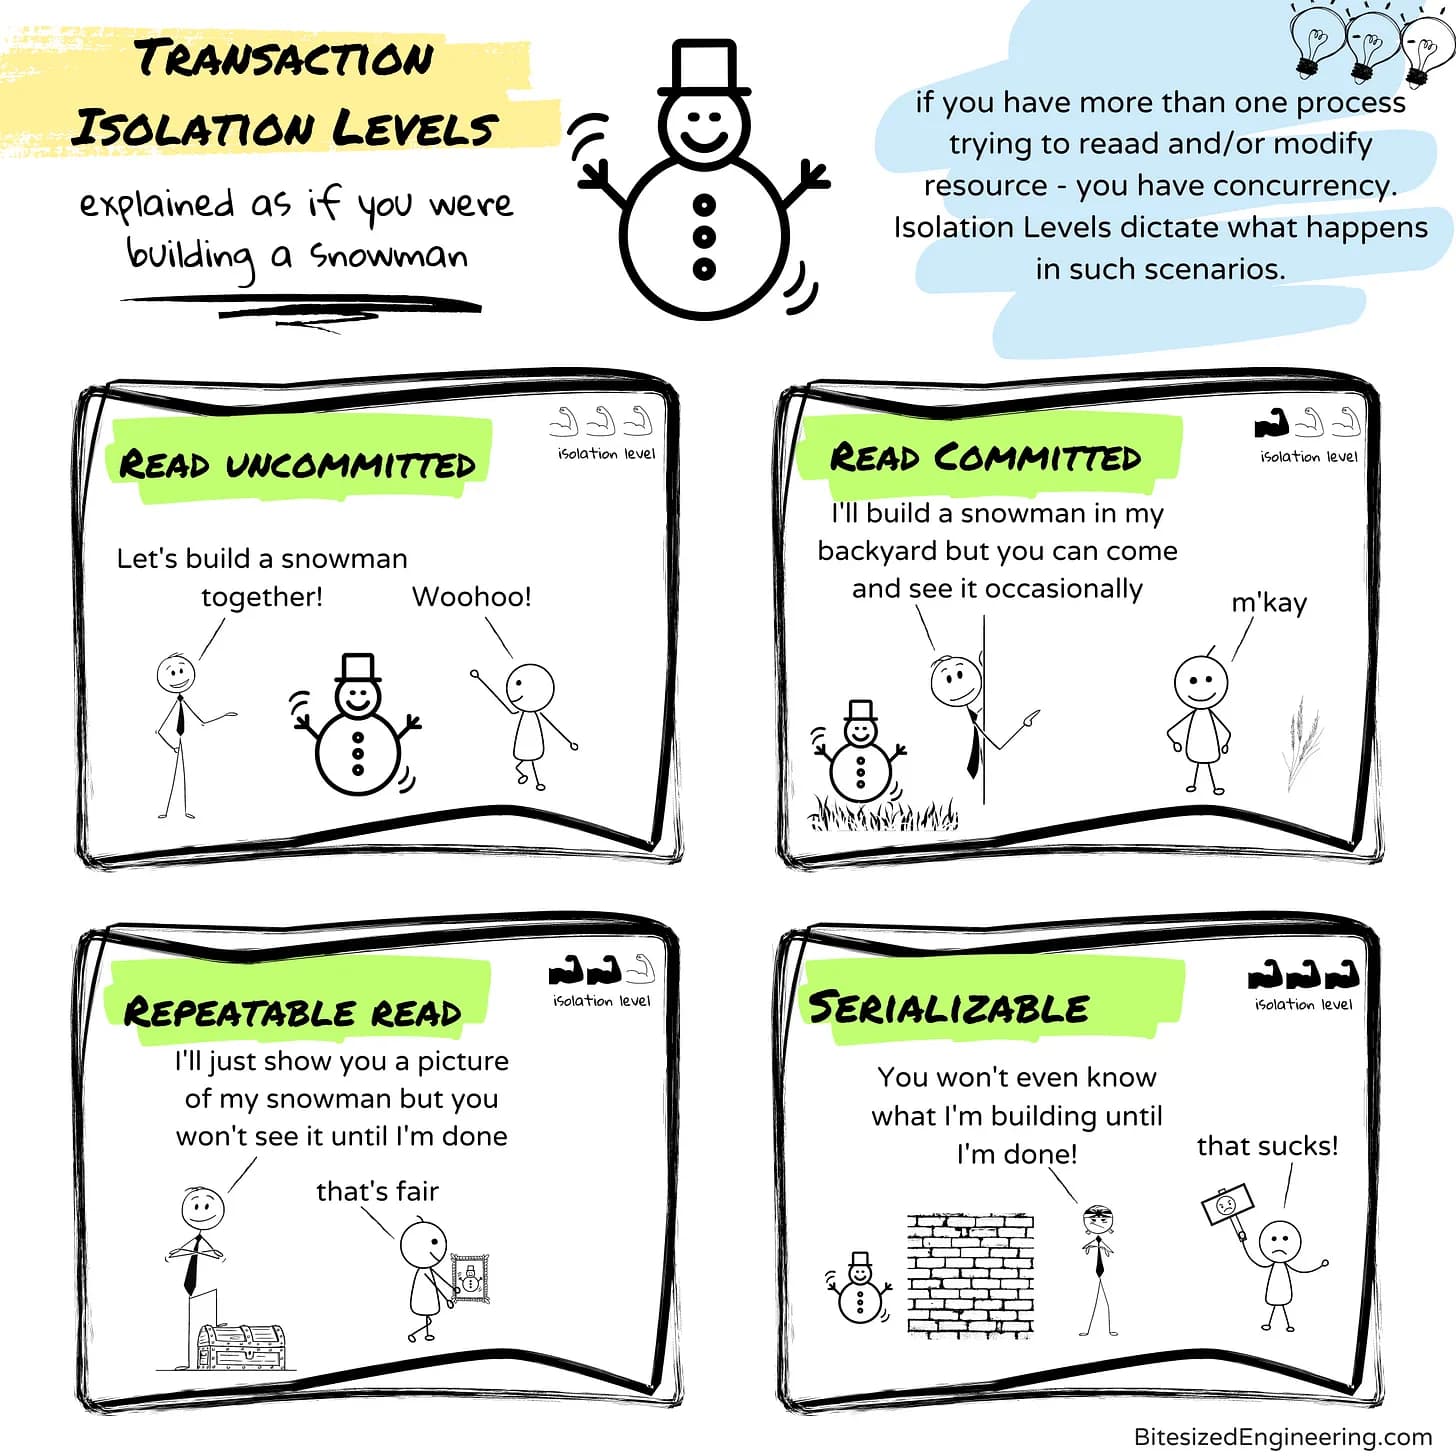 Transaction
Isolation Levels
explained as if you were
building a snowman
if you have more than one process
trying to reaad and/or modify
resource - you have concurrency.
Isolation Levels dictate what happens
in such scenarios.
Read uncommitted
isolation level
Let's build a snowman
together!
Woohoo!
Read Committed
isolation level
I'll build a snowman in my
backyard but you can come
and see it occasionally
m'kay
Repeatable read
isolation level
I'll just show you a picture
of my snowman but you
won't see it until I'm done
that's fair
Serializable
isolation level
You won't even know
what I'm building until
I'm done!
that sucks!
BitesizedEngineering.com